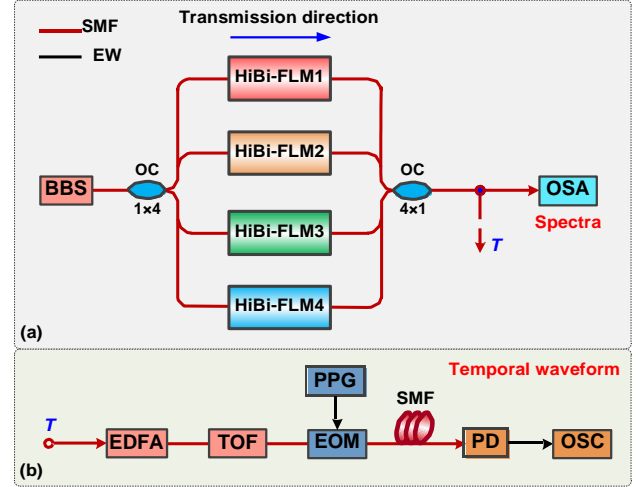 SMF
EW
Transmission direction
HiBi-FLM1
HiBi-FLM2
HiBi-FLM3
HiBi-FLM4
BBS
OC
1×4
OC
4×1
OSA
Spectra
T
(a)
Temporal waveform
PPG
SMF
T
EDFA
TOF
EOM
PD
OSC
(b)